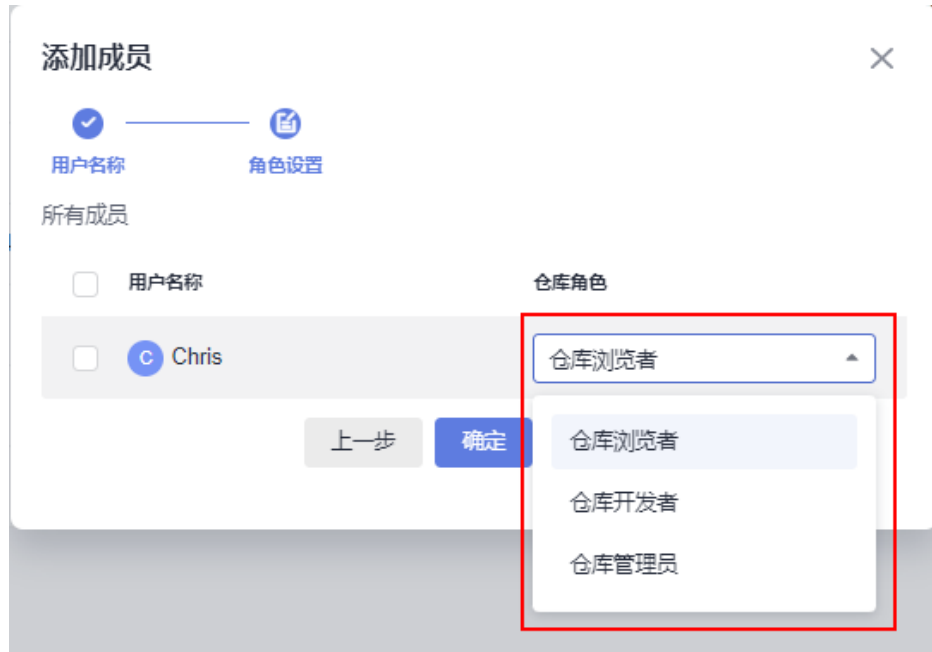 添加成员
用户名称
角色设置
所有成员
用户名称 仓库角色
C Chris 仓库浏览者
上一步 确定
仓库浏览者
仓库开发者
仓库管理员